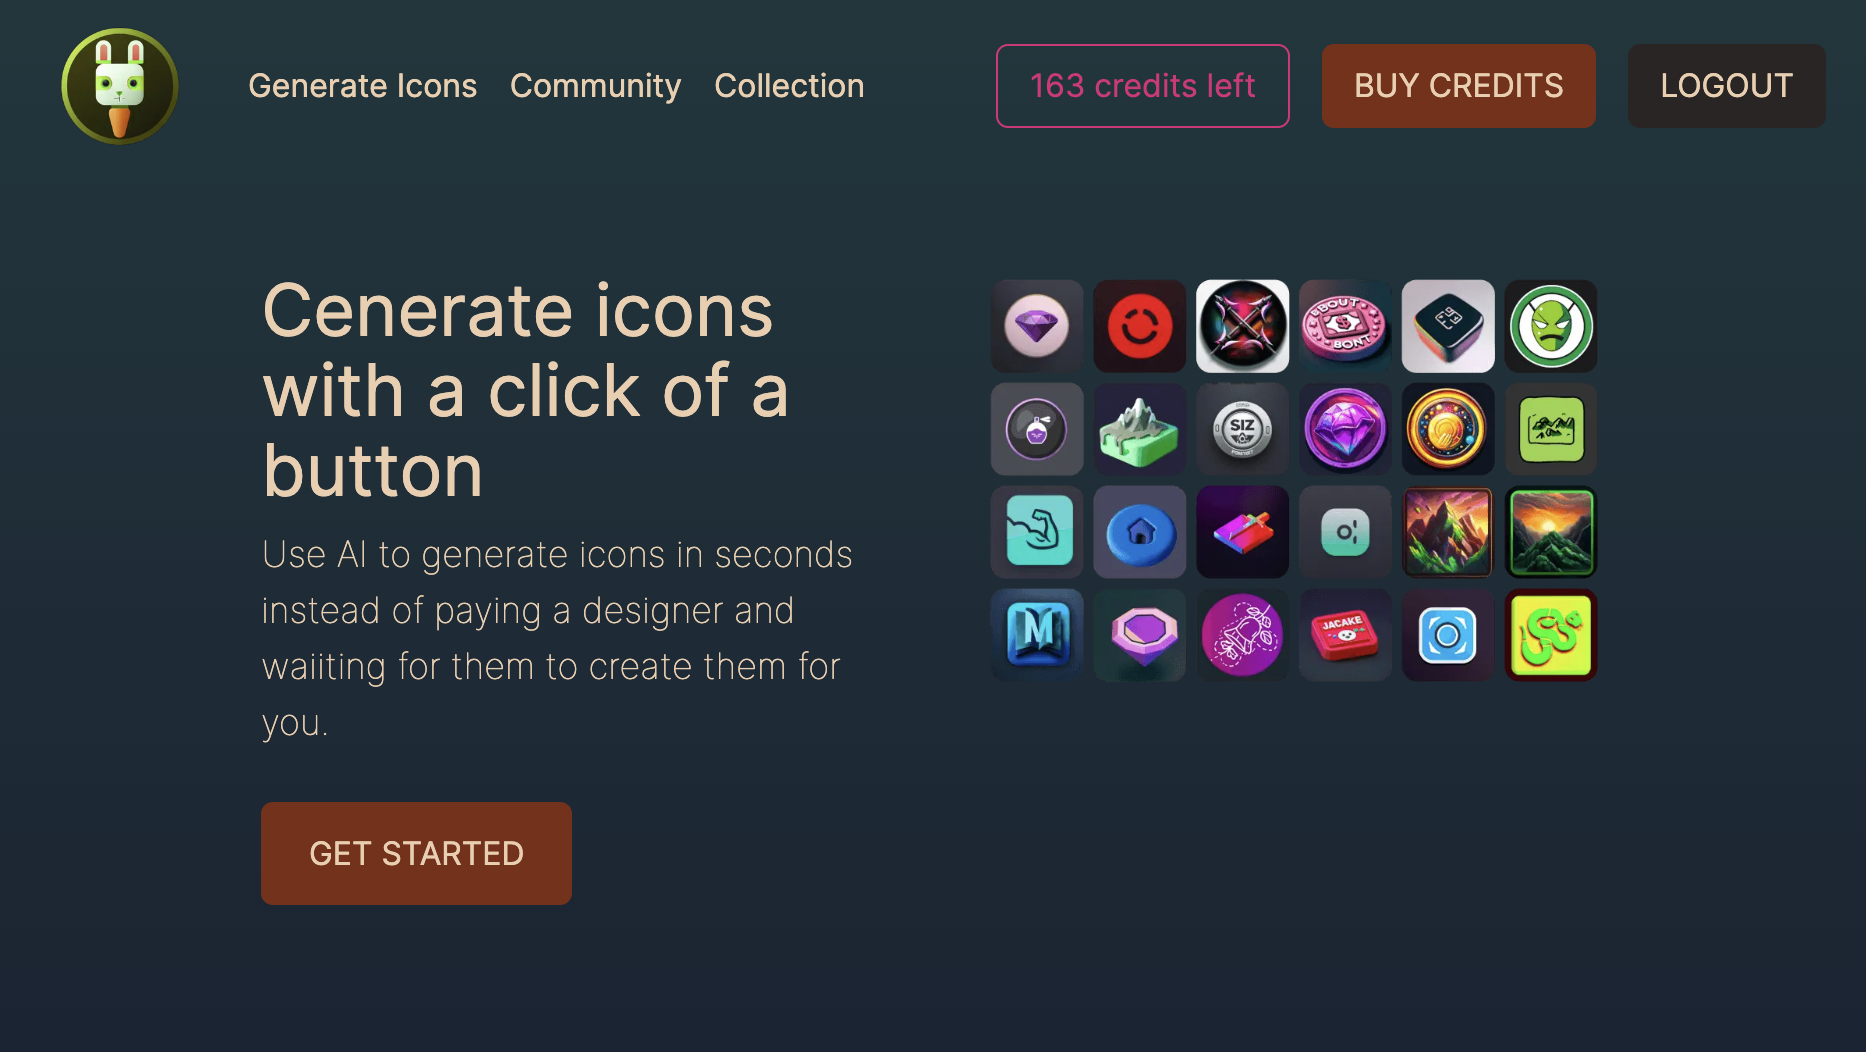 Generate Icons Community Collection 163 credits left BUY CREDITS LOGOUT
Cenerate icons
with a click of a
button
Use AI to generate icons in seconds
instead of paying a designer and
waiiting for them to create them for
you.
GET STARTED
EBOUT
BONT
SIZ
M
JACAKE